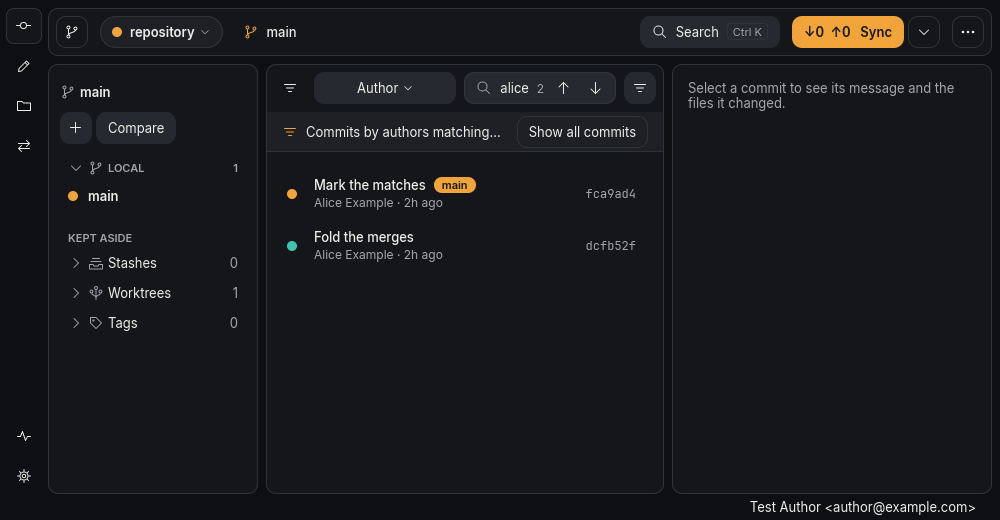 repository
main
Search Ctrl K
↓0 ↑0 Sync
main
Compare
LOCAL 1
main
KEPT ASIDE
Stashes 0
Worktrees 1
Tags 0
Author
alice 2
Commits by authors matching...
Show all commits
Mark the matches main
Alice Example · 2h ago
fca9ad4
Fold the merges
Alice Example · 2h ago
dcfb52f
Select a commit to see its message and the
files it changed.
Test Author <author@example.com>